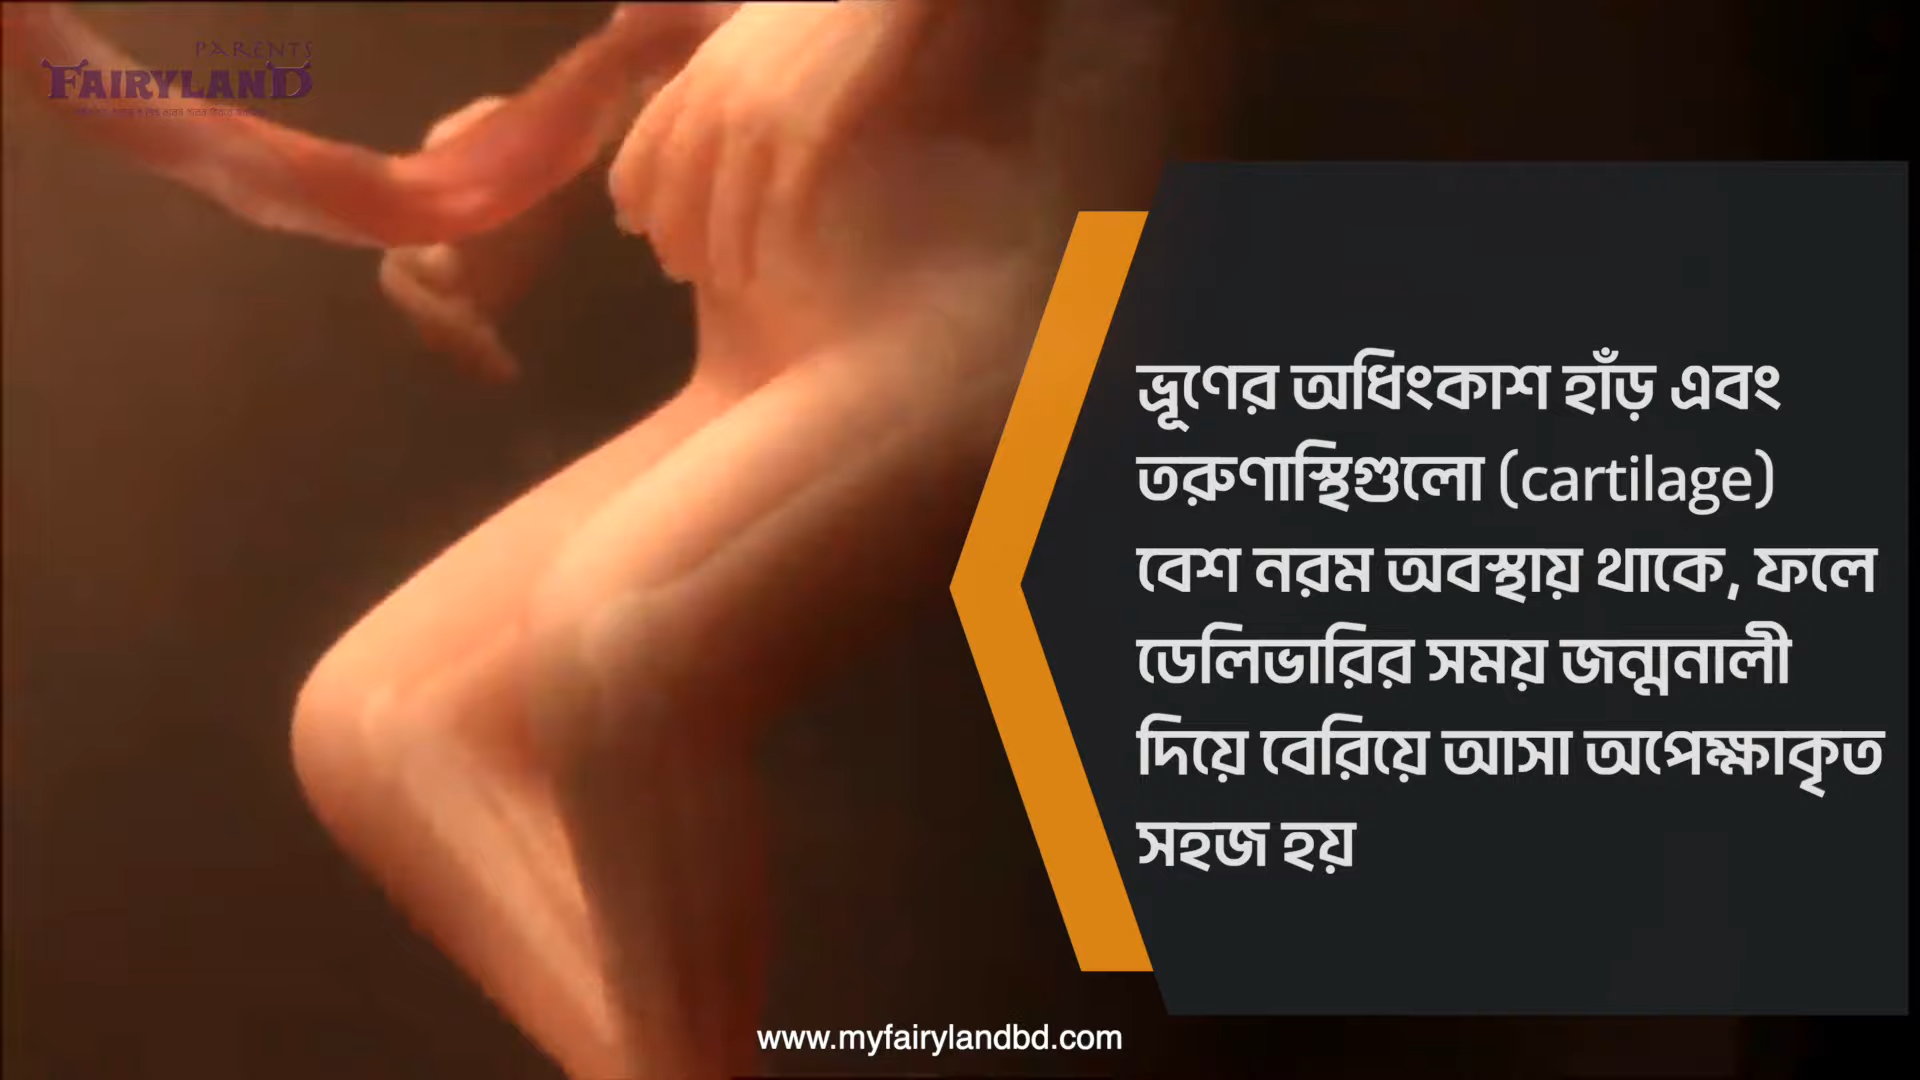 PARENTS
FAIRYLAND
ভ্রূণের অধিংকাশ হাঁড় এবং
তরুণাস্থিগুলো (cartilage)
বেশ নরম অবস্থায় থাকে, ফলে
ডেলিভারির সময় জন্মনালী
দিয়ে বেরিয়ে আসা অপেক্ষাকৃত
সহজ হয়
www.myfairylandbd.com